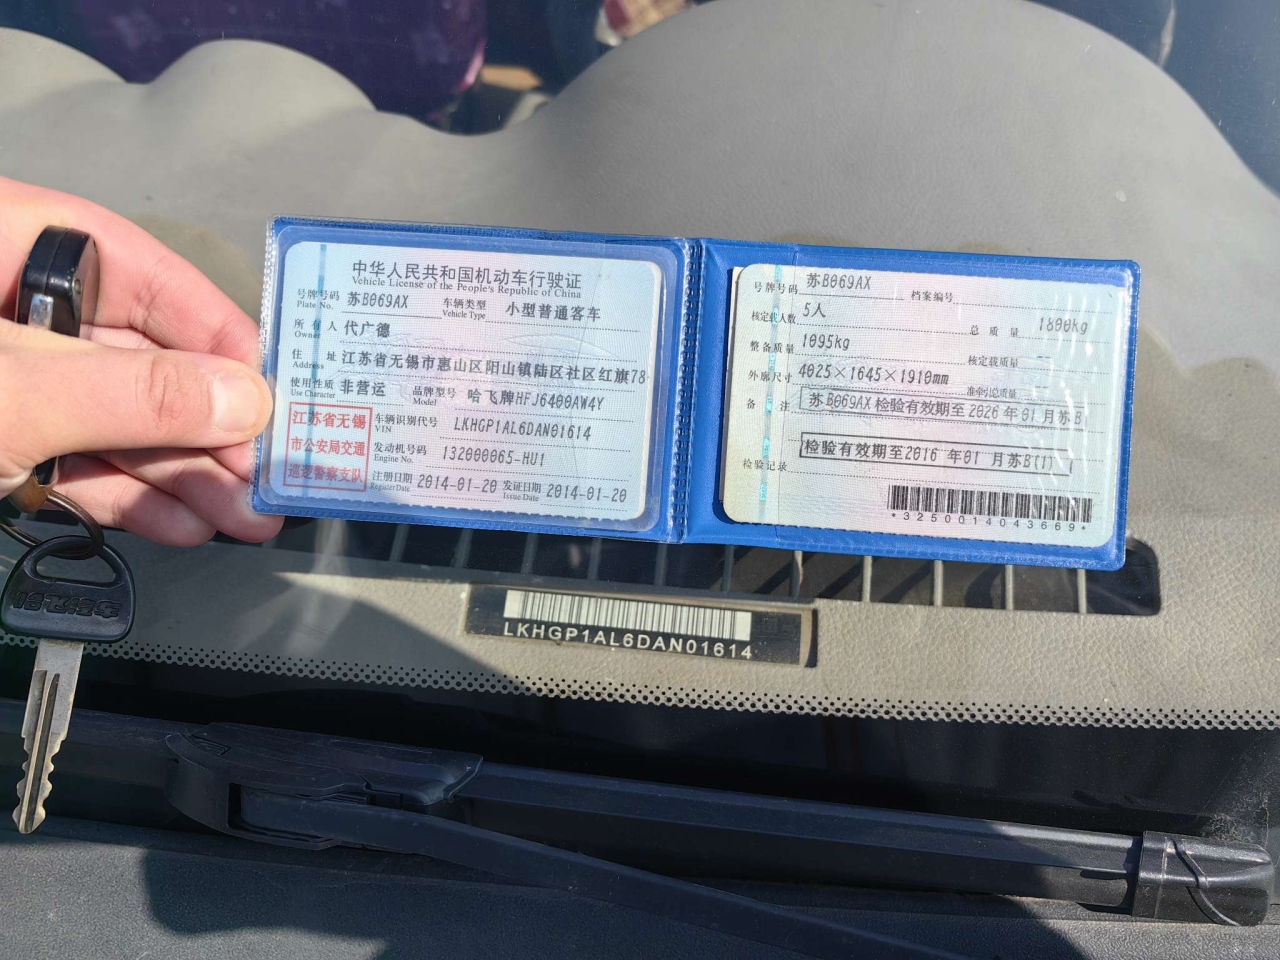 中华人民共和国机动车行驶证
Vehicle License of the People's Republic of China
号牌号码 苏B069AX 车辆类型 小型普通客车
Plate No. Vehicle Type
所有人 代广德
Owner
住址 江苏省无锡市惠山区阳山镇陆区社区红旗78
Address
使用性质 非营运 品牌型号 哈飞牌HFJ6400AW4Y
Use Character Model
江苏省无锡
市公安局交通
巡逻警察支队
车辆识别代号 LKHGP1AL6DAN01614
VIN
发动机号码 132000065-HU1
Engine No.
注册日期 2014-01-20 发证日期 2014-01-20
Register Date Issue Date
号牌号码 苏B069AX 档案编号
核定载人数 5人 总质量 1800kg
整备质量 1095kg 核定载质量 --
外廓尺寸 4025×1645×1910mm 准牵总质量
备注 苏B069AX 检验有效期至2026年01月苏B
检验有效期至2016年01月苏B(1)
检验记录
*3250014043669*
LKHGP1AL6DAN01614